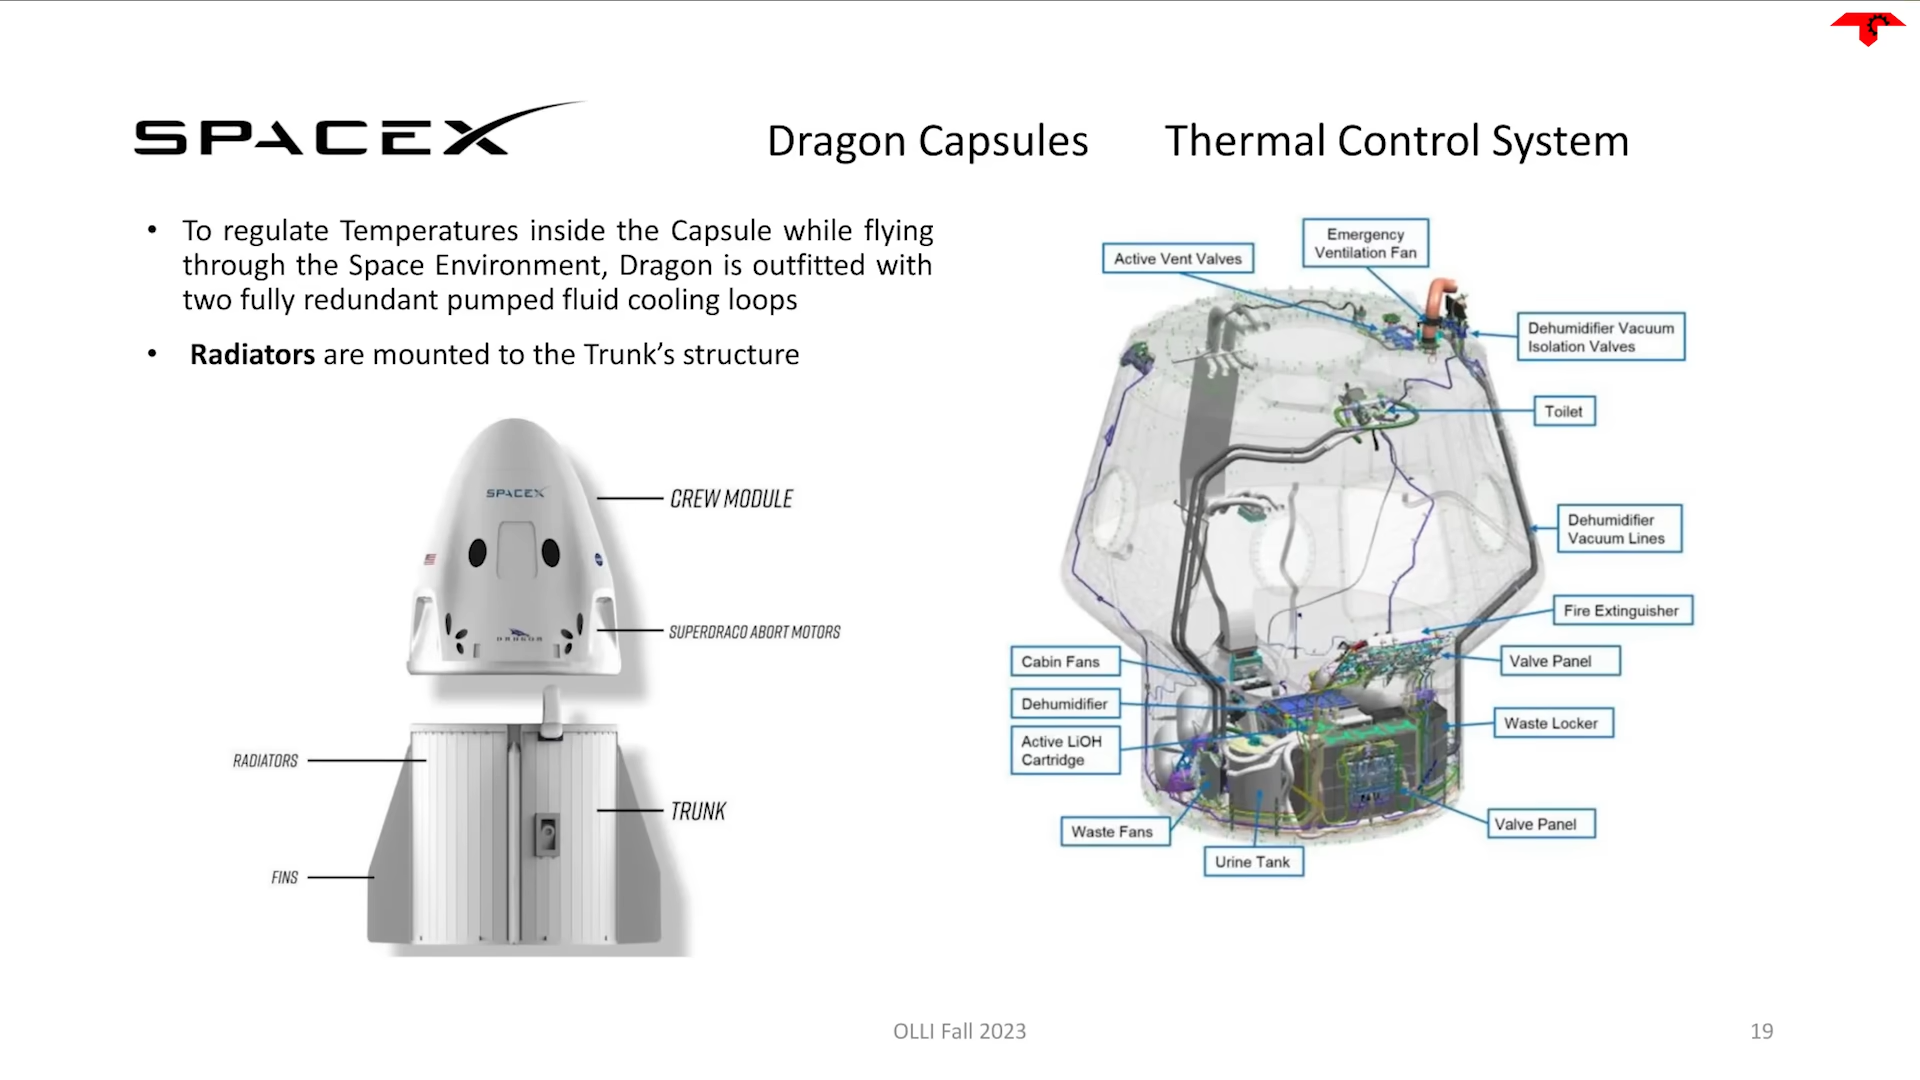 SPACEX
Dragon Capsules Thermal Control System
• To regulate Temperatures inside the Capsule while flying
through the Space Environment, Dragon is outfitted with
two fully redundant pumped fluid cooling loops
• Radiators are mounted to the Trunk’s structure
SPACEX
CREW MODULE
DRAGON
SUPERDRACO ABORT MOTORS
RADIATORS
TRUNK
FINS
Active Vent Valves
Emergency
Ventilation Fan
Dehumidifier Vacuum
Isolation Valves
Toilet
Dehumidifier
Vacuum Lines
Fire Extinguisher
Cabin Fans
Valve Panel
Dehumidifier
Waste Locker
Active LiOH
Cartridge
Waste Fans
Valve Panel
Urine Tank
OLLI Fall 2023
19